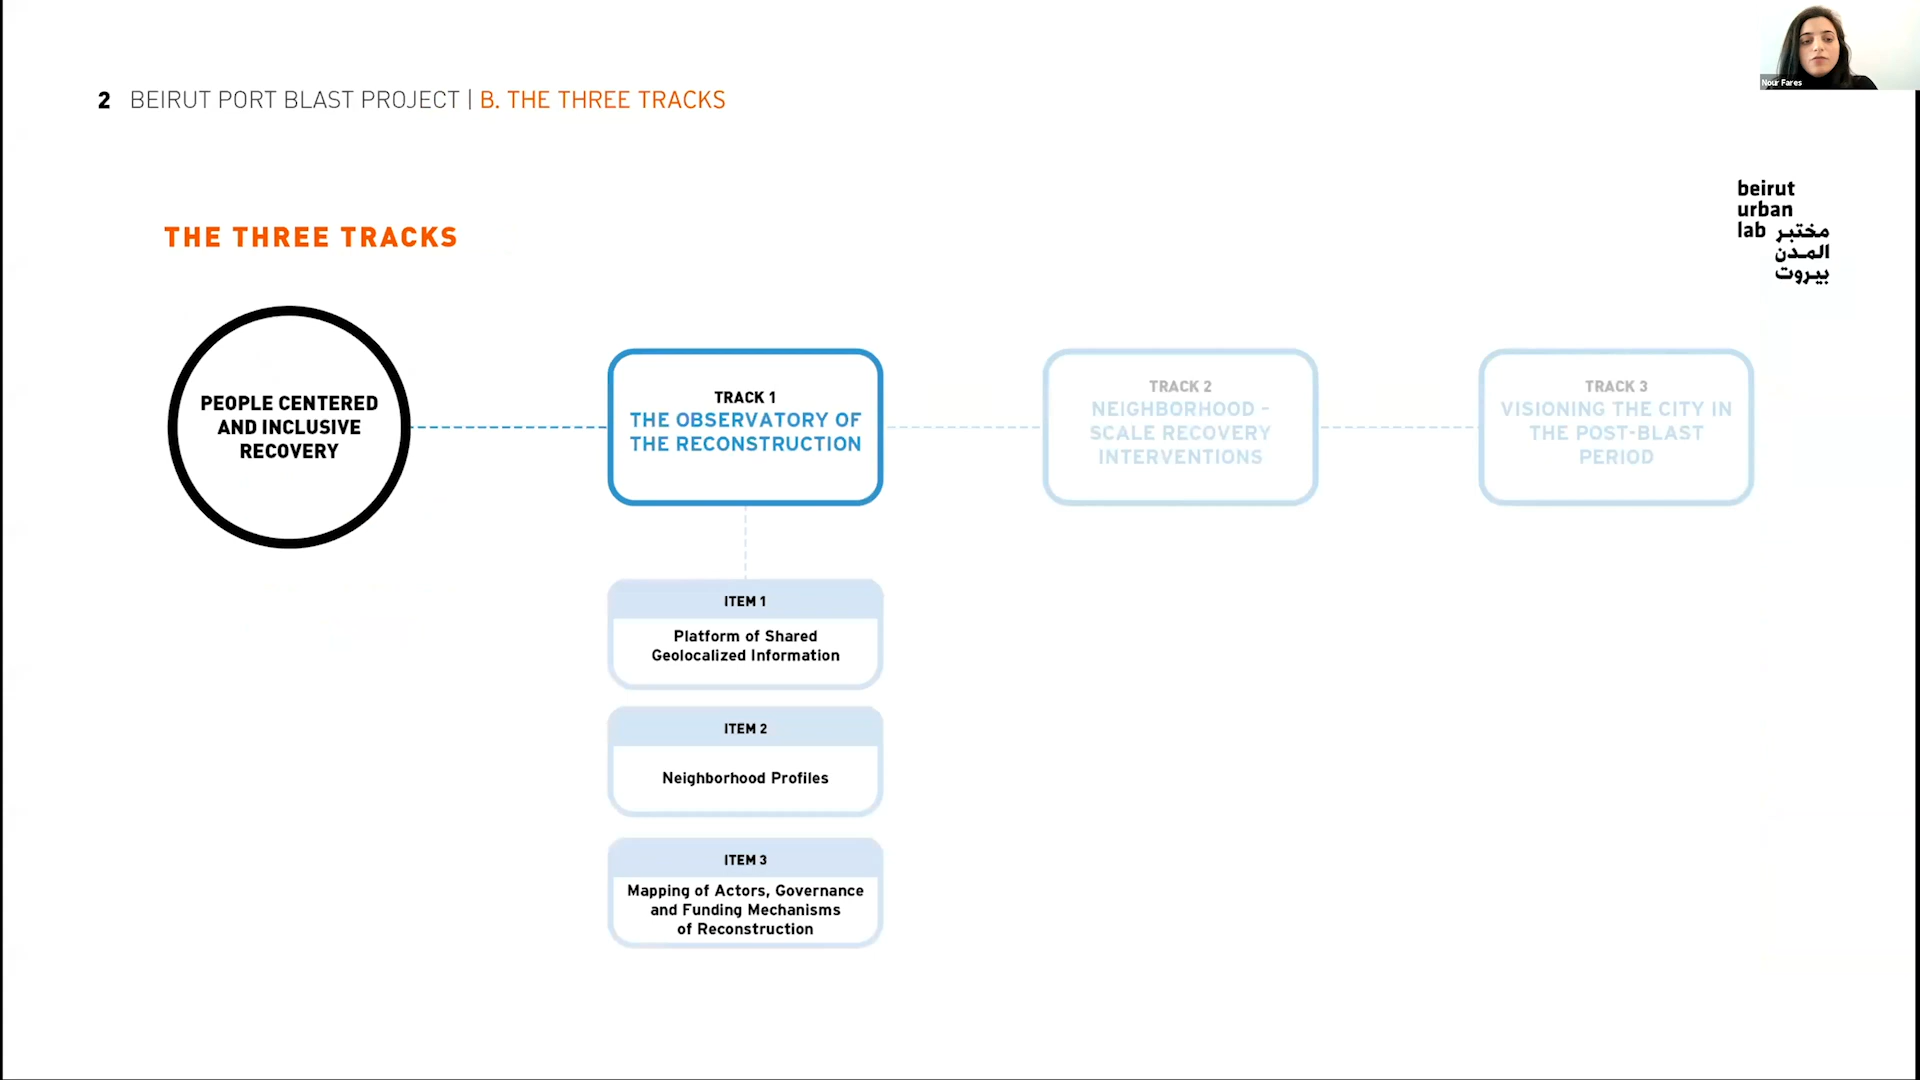 Nour Fares
2 BEIRUT PORT BLAST PROJECT | B. THE THREE TRACKS
beirut
urban
lab مختبر
المدن
بيروت
THE THREE TRACKS
PEOPLE CENTERED
AND INCLUSIVE
RECOVERY
TRACK 1
THE OBSERVATORY OF
THE RECONSTRUCTION
TRACK 2
NEIGHBORHOOD –
SCALE RECOVERY
INTERVENTIONS
TRACK 3
VISIONING THE CITY IN
THE POST-BLAST
PERIOD
ITEM 1
Platform of Shared
Geolocalized Information
ITEM 2
Neighborhood Profiles
ITEM 3
Mapping of Actors, Governance
and Funding Mechanisms
of Reconstruction